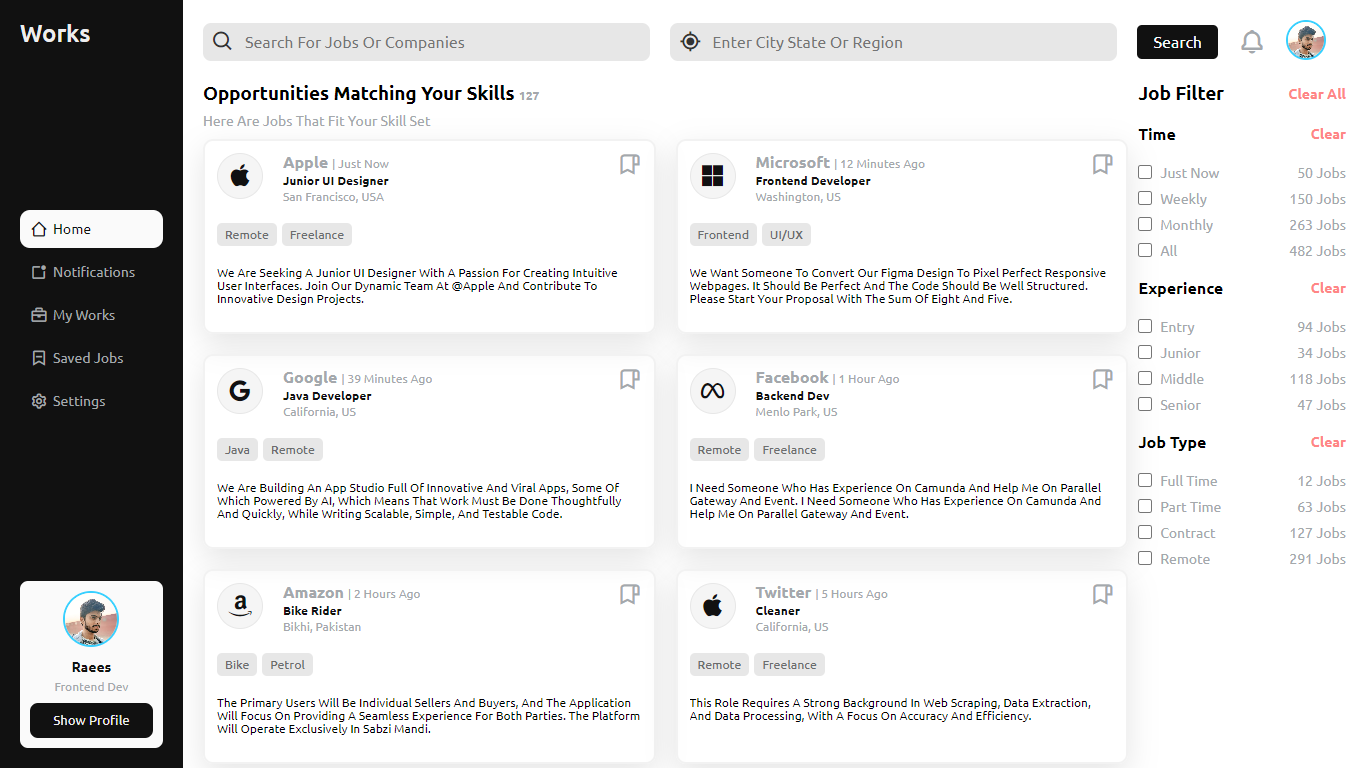 Works
Search For Jobs Or Companies
Enter City State Or Region
Search
Home
Notifications
My Works
Saved Jobs
Settings
Raees
Frontend Dev
Show Profile
Opportunities Matching Your Skills 127
Here Are Jobs That Fit Your Skill Set
Apple | Just Now
Junior UI Designer
San Francisco, USA
Remote Freelance
We Are Seeking A Junior UI Designer With A Passion For Creating Intuitive
User Interfaces. Join Our Dynamic Team At @Apple And Contribute To
Innovative Design Projects.
Microsoft | 12 Minutes Ago
Frontend Developer
Washington, US
Frontend UI/UX
We Want Someone To Convert Our Figma Design To Pixel Perfect Responsive
Webpages. It Should Be Perfect And The Code Should Be Well Structured.
Please Start Your Proposal With The Sum Of Eight And Five.
Google | 39 Minutes Ago
Java Developer
California, US
Java Remote
We Are Building An App Studio Full Of Innovative And Viral Apps, Some Of
Which Powered By AI, Which Means That Work Must Be Done Thoughtfully
And Quickly, While Writing Scalable, Simple, And Testable Code.
Facebook | 1 Hour Ago
Backend Dev
Menlo Park, US
Remote Freelance
I Need Someone Who Has Experience On Camunda And Help Me On Parallel
Gateway And Event. I Need Someone Who Has Experience On Camunda And
Help Me On Parallel Gateway And Event.
Amazon | 2 Hours Ago
Bike Rider
Bikhi, Pakistan
Bike Petrol
The Primary Users Will Be Individual Sellers And Buyers, And The Application
Will Focus On Providing A Seamless Experience For Both Parties. The Platform
Will Operate Exclusively In Sabzi Mandi.
Twitter | 5 Hours Ago
Cleaner
California, US
Remote Freelance
This Role Requires A Strong Background In Web Scraping, Data Extraction,
And Data Processing, With A Focus On Accuracy And Efficiency.
Job Filter Clear All
Time Clear
Just Now 50 Jobs
Weekly 150 Jobs
Monthly 263 Jobs
All 482 Jobs
Experience Clear
Entry 94 Jobs
Junior 34 Jobs
Middle 118 Jobs
Senior 47 Jobs
Job Type Clear
Full Time 12 Jobs
Part Time 63 Jobs
Contract 127 Jobs
Remote 291 Jobs